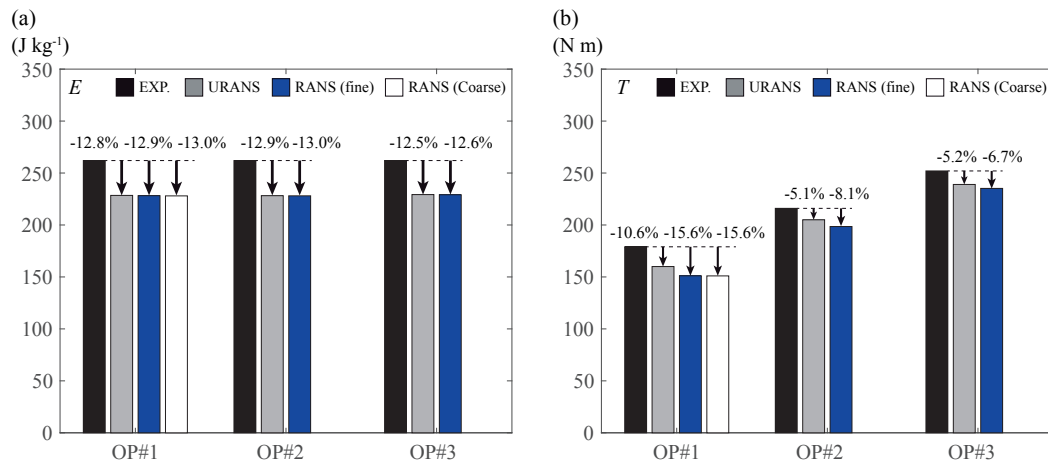 (a)
(J kg-1)
E EXP. URANS RANS (fine) RANS (Coarse)
350
300
250
200
150
100
50
0
-12.8% -12.9% -13.0%
-12.9% -13.0%
-12.5% -12.6%
OP#1 OP#2 OP#3
(b)
(N m)
T EXP. URANS RANS (fine) RANS (Coarse)
350
300
250
200
150
100
50
0
-10.6% -15.6% -15.6%
-5.1% -8.1%
-5.2% -6.7%
OP#1 OP#2 OP#3